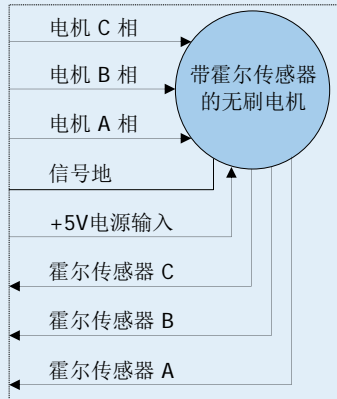 电机 C 相
电机 B 相
电机 A 相
信号地
+5V电源输入
霍尔传感器 C
霍尔传感器 B
霍尔传感器 A
带霍尔传感器
的无刷电机